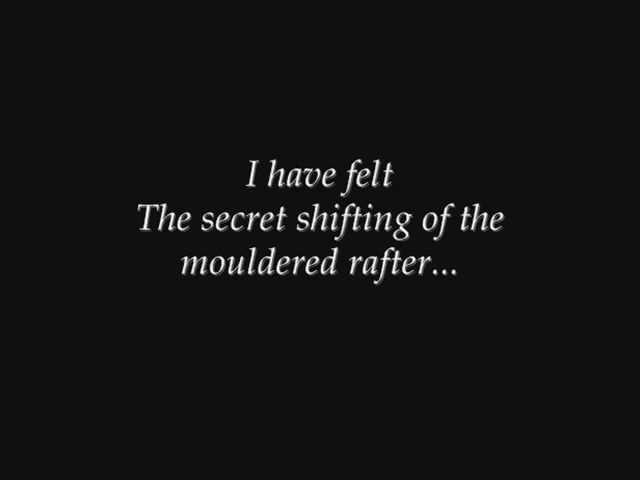 I have felt
The secret shifting of the
mouldered rafter...